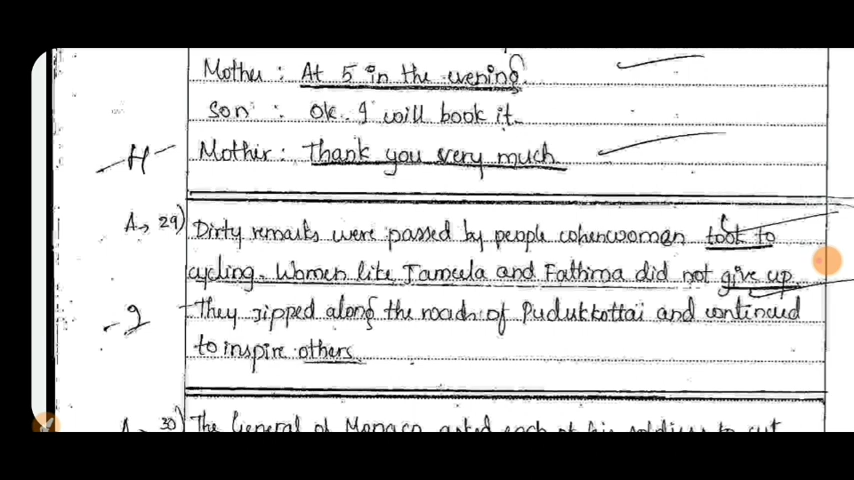 Mother : At 5 in the evening.
Son : Ok. I will book it.
Mother : Thank you very much
A→ 29) Dirty remarks were passed by people when women took to
cycling. Women like Jameela and Fathima did not give up
They zipped along the roads of Pudukkottai and continued
to inspire others.
A→ 30) The General of Monaco asked each of his soldiers to cut